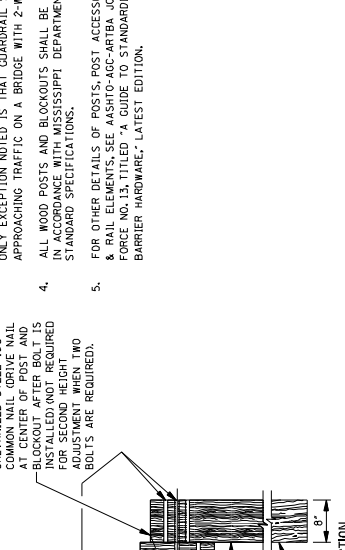 ONLY EXCEPTION NOTED IS THAT GUARDRAIL
APPROACHING TRAFFIC ON A BRIDGE WITH 2-W
4. ALL WOOD POSTS AND BLOCKOUTS SHALL BE
IN ACCORDANCE WITH MISSISSIPPI DEPARTMEN
STANDARD SPECIFICATIONS.
5. FOR OTHER DETAILS OF POSTS, POST ACCESSO
& RAIL ELEMENTS, SEE AASHTO-AGC-ARTBA JO
FORCE NO. 13, TITLED "A GUIDE TO STANDARD
BARRIER HARDWARE," LATEST EDITION.
COMMON NAIL (DRIVE NAIL
AT CENTER OF POST AND
BLOCKOUT AFTER BOLT IS
INSTALLED) (NOT REQUIRED
FOR SECOND HEIGHT
ADJUSTMENT WHEN TWO
BOLTS ARE REQUIRED).
8"
TION